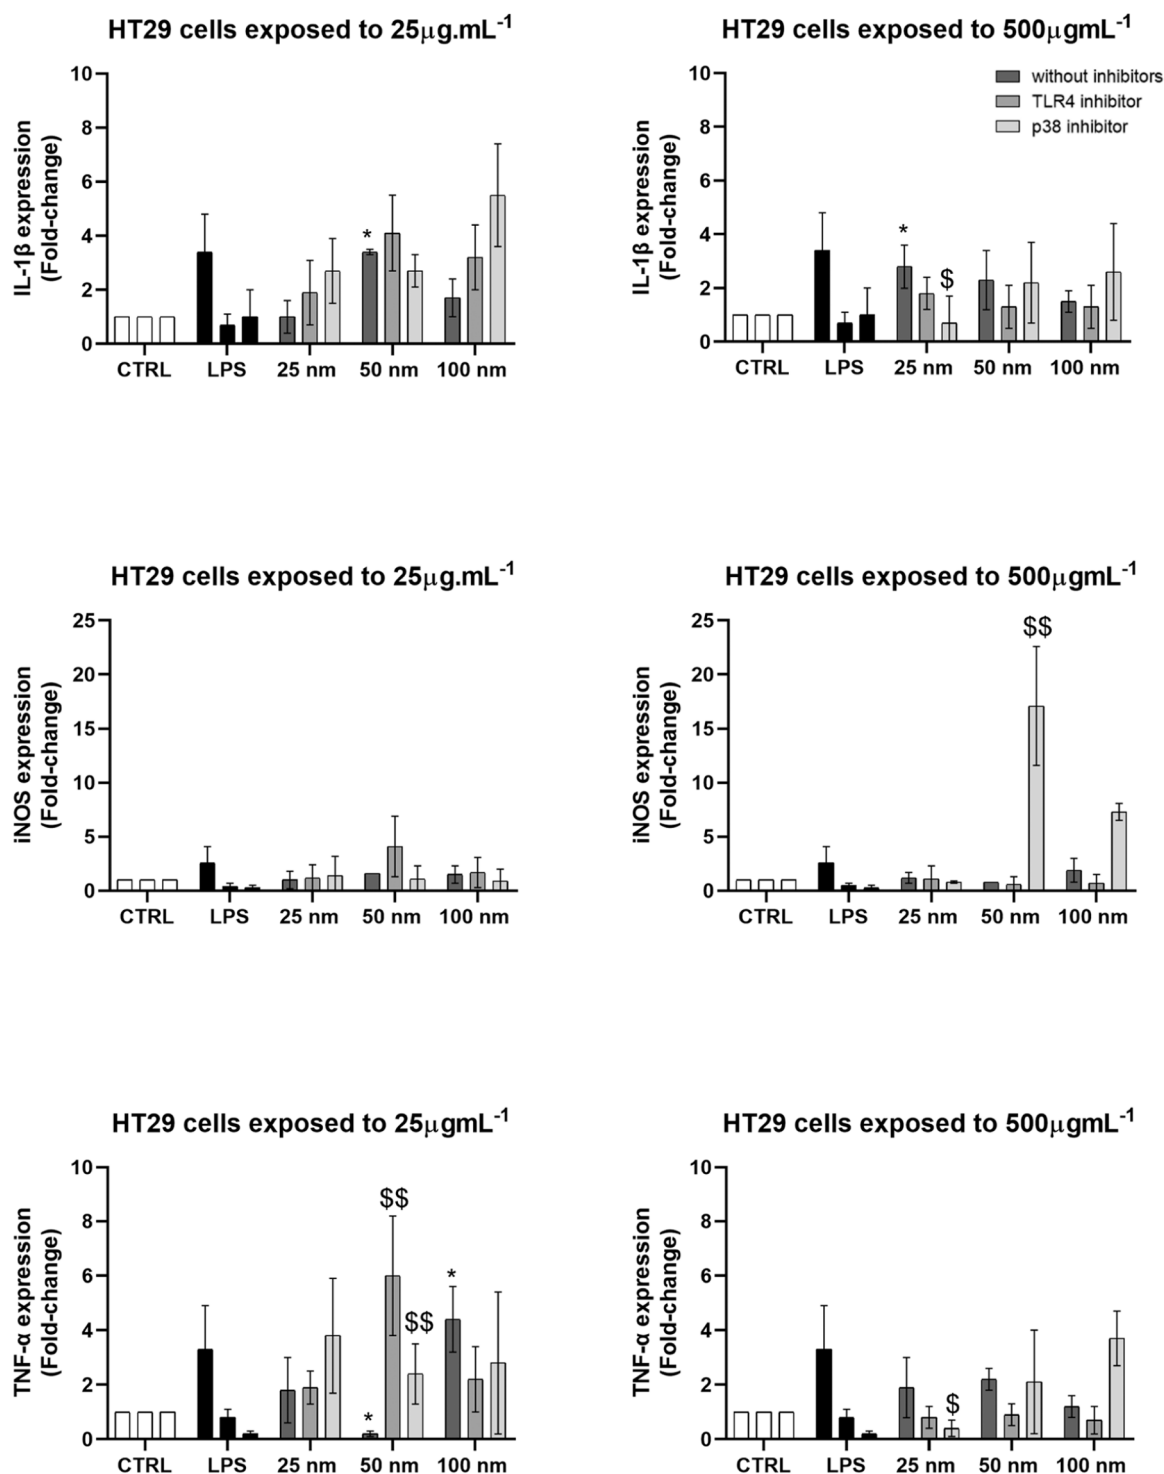 HT29 cells exposed to 25μg.mL⁻¹
10
8
6
4
2
0
IL-1β expression
(Fold-change)
*
CTRL LPS 25 nm 50 nm 100 nm
HT29 cells exposed to 500μgmL⁻¹
without inhibitors
TLR4 inhibitor
p38 inhibitor
10
8
6
4
2
0
IL-1β expression
(Fold-change)
*
$
CTRL LPS 25 nm 50 nm 100 nm
HT29 cells exposed to 25μg.mL⁻¹
25
20
15
10
5
0
iNOS expression
(Fold-change)
CTRL LPS 25 nm 50 nm 100 nm
HT29 cells exposed to 500μgmL⁻¹
25
20
15
10
5
0
iNOS expression
(Fold-change)
$$
CTRL LPS 25 nm 50 nm 100 nm
HT29 cells exposed to 25μgmL⁻¹
10
8
6
4
2
0
TNF-α expression
(Fold-change)
$$
*
$$
*
CTRL LPS 25 nm 50 nm 100 nm
HT29 cells exposed to 500μgmL⁻¹
10
8
6
4
2
0
TNF-α expression
(Fold-change)
$
CTRL LPS 25 nm 50 nm 100 nm